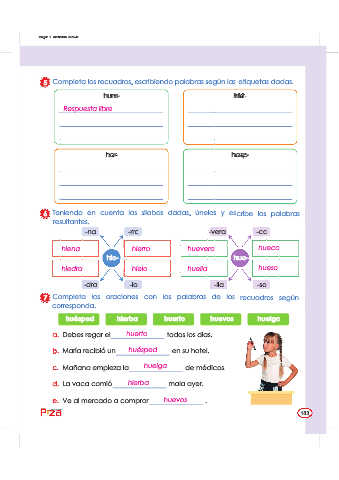 5 Completa los recuadros, escribiendo palabras según las etiquetas dadas.
hum-
Respuesta libre
hie-
ho-
hosp-
6 Teniendo en cuenta las sílabas dadas, únelas y escribe las palabras
resultantes.
-na -rro -vero -co
hiena hierro huevero hueco
hie- hue-
hiedra hielo huella hueso
-dra -lo -lla -so
7 Completa las oraciones con las palabras de los recuadros según
corresponda.
huésped hierba huerto huevos huelga
a. Debes regar el huerto todos los días.
b. María recibió un huésped en su hotel.
c. Mañana empieza la huelga de médicos
d. La vaca comió hierba mala ayer.
e. Ve al mercado a comprar huevos .
183